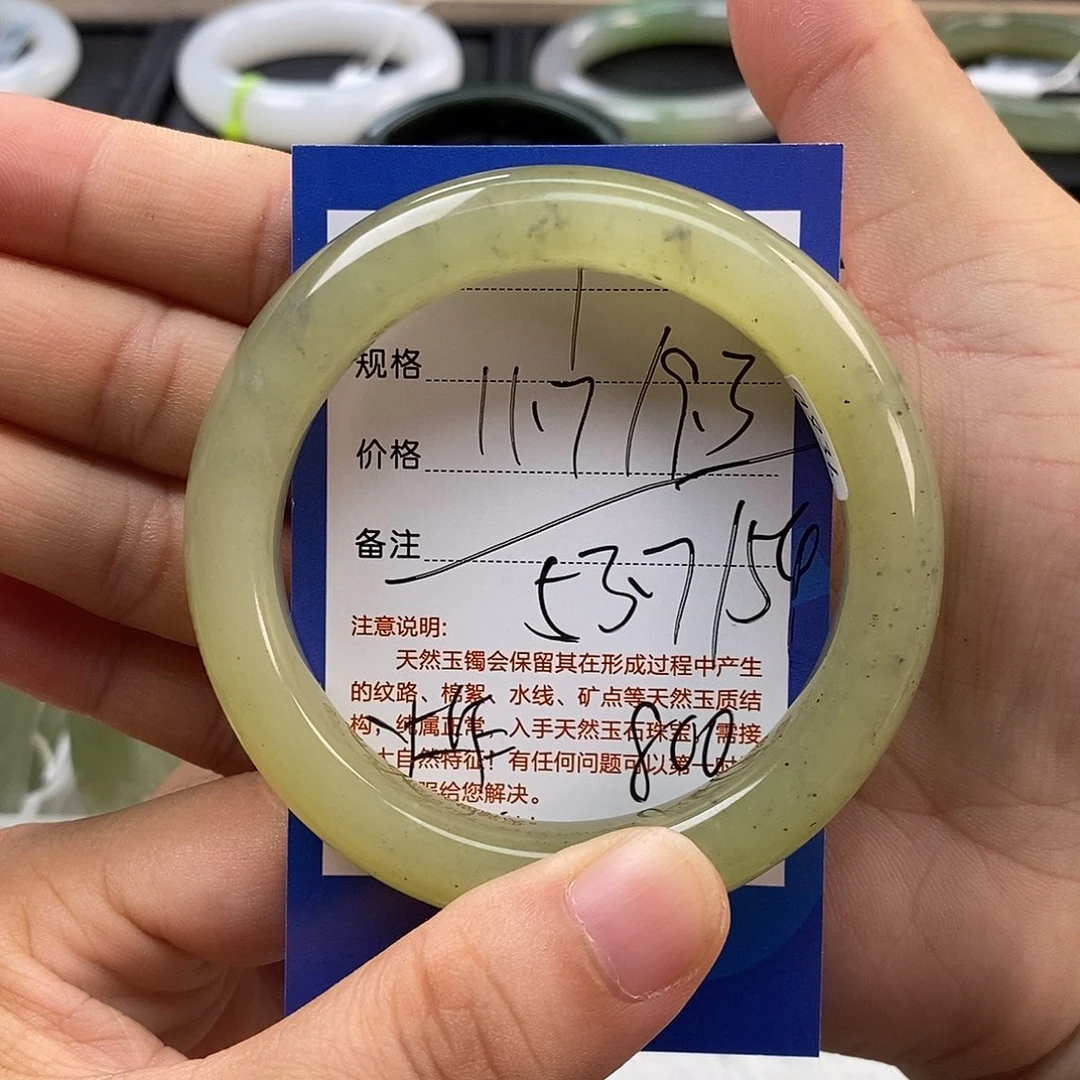 规格
11.7/9.3
价格
备注
53.7/54
注意说明:
天然玉镯会保留其在形成过程中产生
的纹路、棉絮、水线、矿点等天然玉质结
构，纯属正常，入手天然玉石珠宝，需接
自然特征！有任何问题可以第一时
给您解决。
800